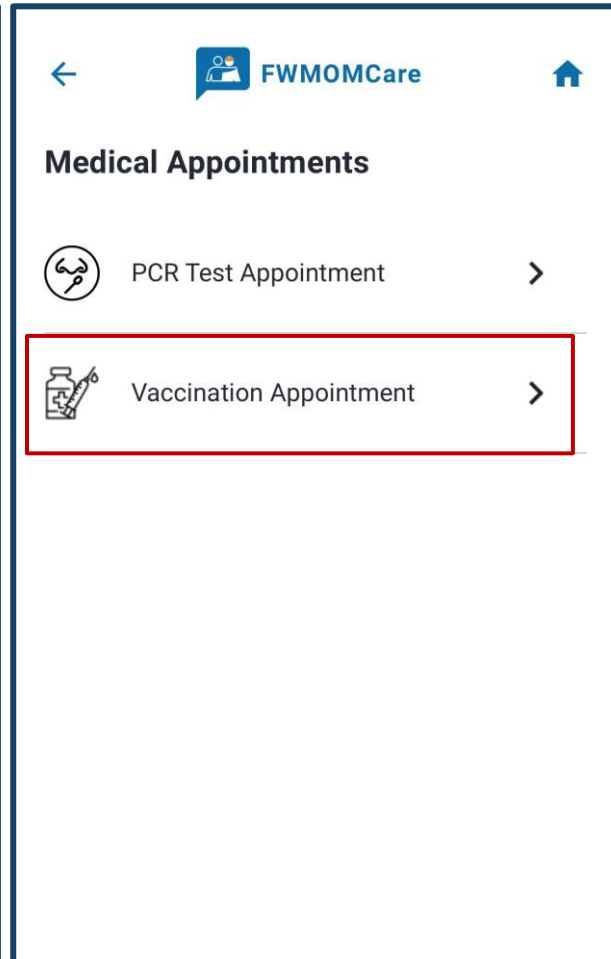 FWMOMCare
Medical Appointments
PCR Test Appointment
Vaccination Appointment